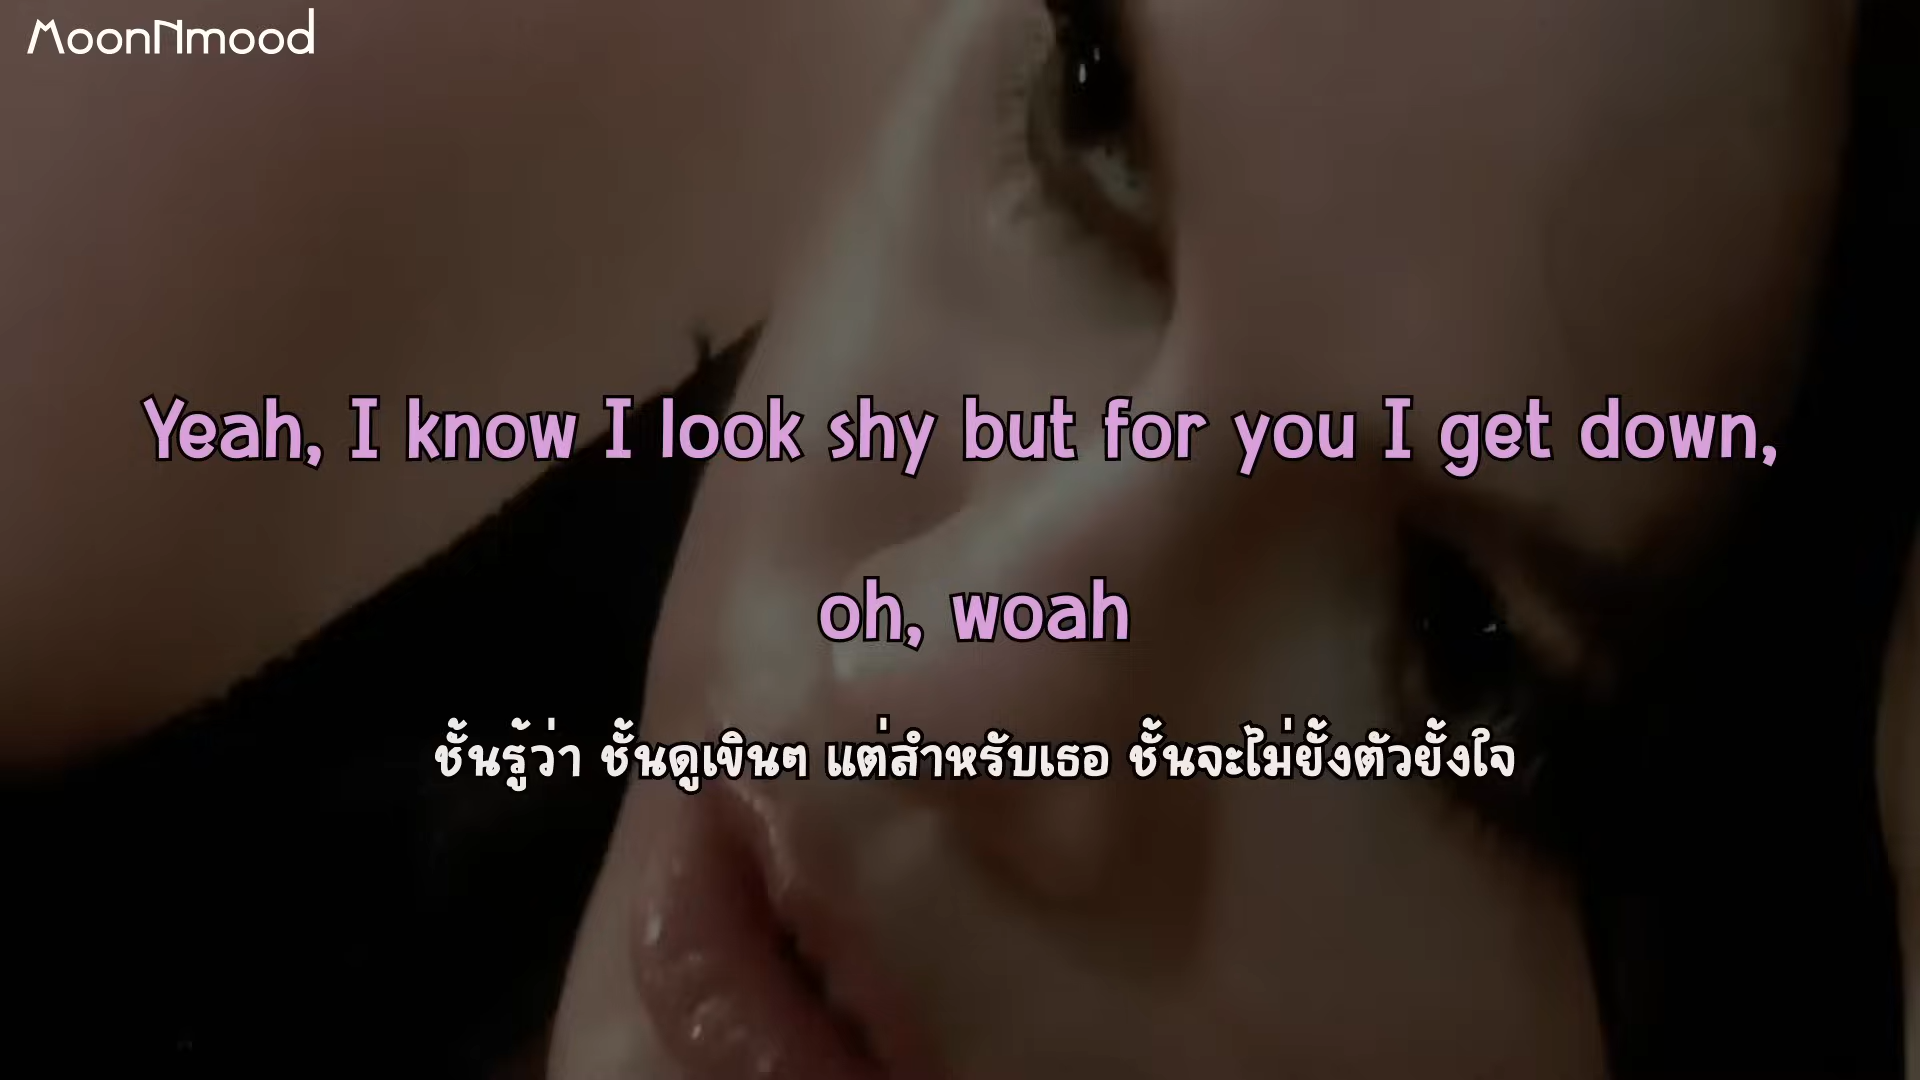 MoonNmood
Yeah, I know I look shy but for you I get down,
oh, woah
ชั้นรู้ว่า ชั้นดูเขินๆ แต่สำหรับเธอ ชั้นจะไม่ยั้งตัวยั้งใจ